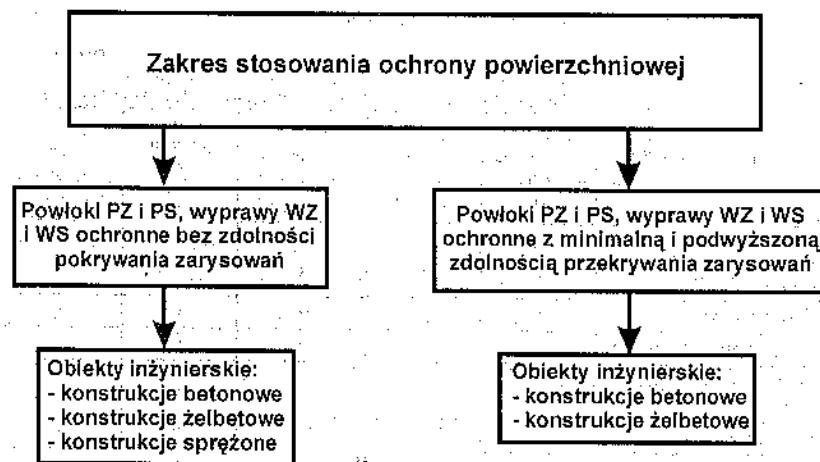 Zakres stosowania ochrony powierzchniowej
Powłoki PZ i PS, wyprawy WZ
i WS ochronne bez zdolności
pokrywania zarysowań
Powłoki PZ i PS, wyprawy WZ i WS
ochronne z minimalną i podwyższoną
zdolnością przekrywania zarysowań
Obiekty inżynierskie:
- konstrukcje betonowe
- konstrukcje żelbetowe
- konstrukcje sprężone
Obiekty inżynierskie:
- konstrukcje betonowe
- konstrukcje żelbetowe